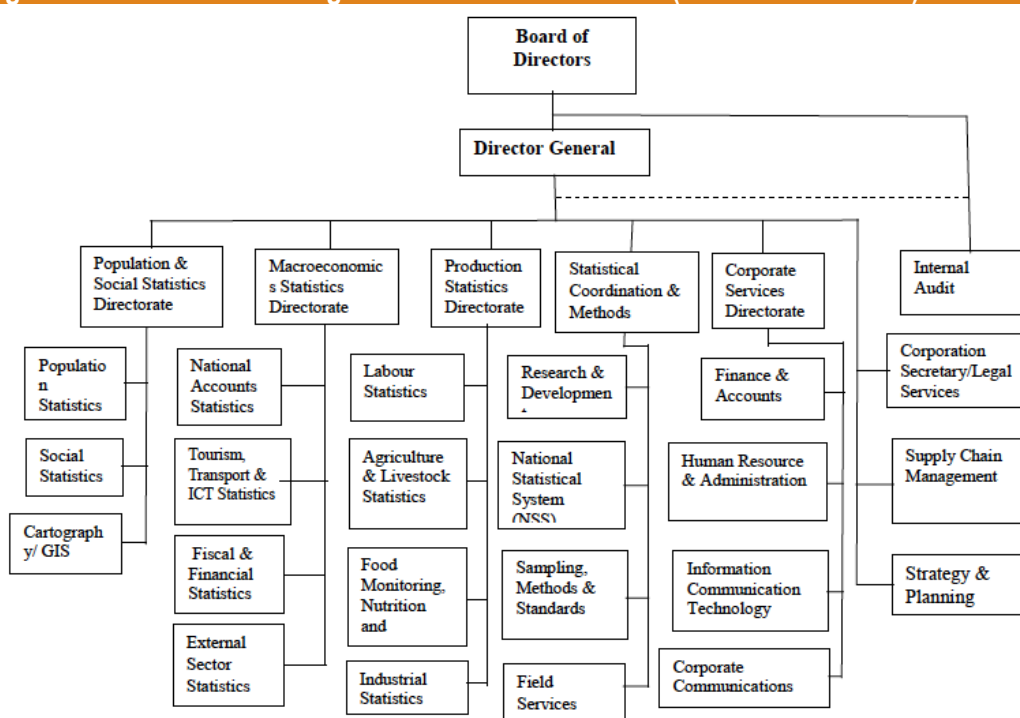 Board of
Directors
Director General
Population &
Social Statistics
Directorate
Macroeconomic
s Statistics
Directorate
Production
Statistics
Directorate
Statistical
Coordination &
Methods
Corporate
Services
Directorate
Internal
Audit
Populatio
n
Statistics
National
Accounts
Statistics
Labour
Statistics
Research &
Developmen
Finance &
Accounts
Corporation
Secretary/Legal
Services
Social
Statistics
Tourism,
Transport &
ICT Statistics
Agriculture
& Livestock
Statistics
National
Statistical
System
(NSS)
Human Resource
& Administration
Supply Chain
Management
Cartograph
y/ GIS
Fiscal &
Financial
Statistics
Food
Monitoring,
Nutrition
and
Sampling,
Methods &
Standards
Information
Communication
Technology
Strategy &
Planning
External
Sector
Statistics
Industrial
Statistics
Field
Services
Corporate
Communications